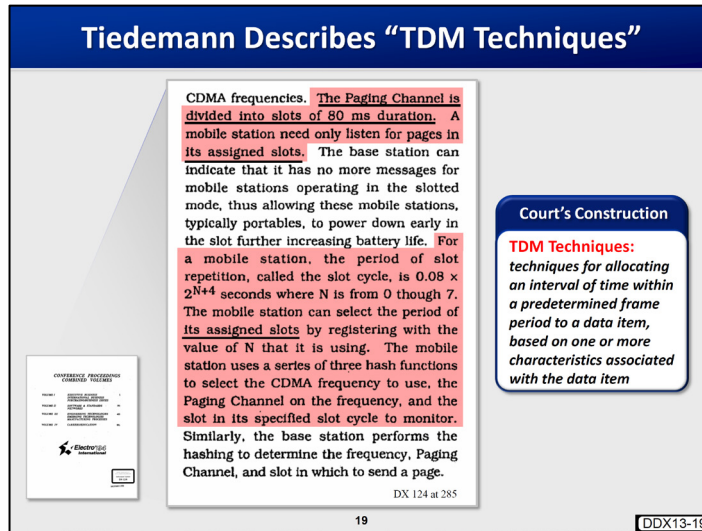 Tiedemann Describes “TDM Techniques”
CDMA frequencies. The Paging Channel is
divided into slots of 80 ms duration. A
mobile station need only listen for pages in
its assigned slots. The base station can
indicate that it has no more messages for
mobile stations operating in the slotted
mode, thus allowing these mobile stations,
typically portables, to power down early in
the slot further increasing battery life. For
a mobile station, the period of slot
repetition, called the slot cycle, is 0.08 ×
2^N+4 seconds where N is from 0 though 7.
The mobile station can select the period of
its assigned slots by registering with the
value of N that it is using. The mobile
station uses a series of three hash functions
to select the CDMA frequency to use, the
Paging Channel on the frequency, and the
slot in its specified slot cycle to monitor.
Similarly, the base station performs the
hashing to determine the frequency, Paging
Channel, and slot in which to send a page.
DX 124 at 285
Court’s Construction
TDM Techniques:
techniques for allocating
an interval of time within
a predetermined frame
period to a data item,
based on one or more
characteristics associated
with the data item
CONFERENCE PROCEEDINGS
COMBINED VOLUMES
Electro
International
19
DDX13-19